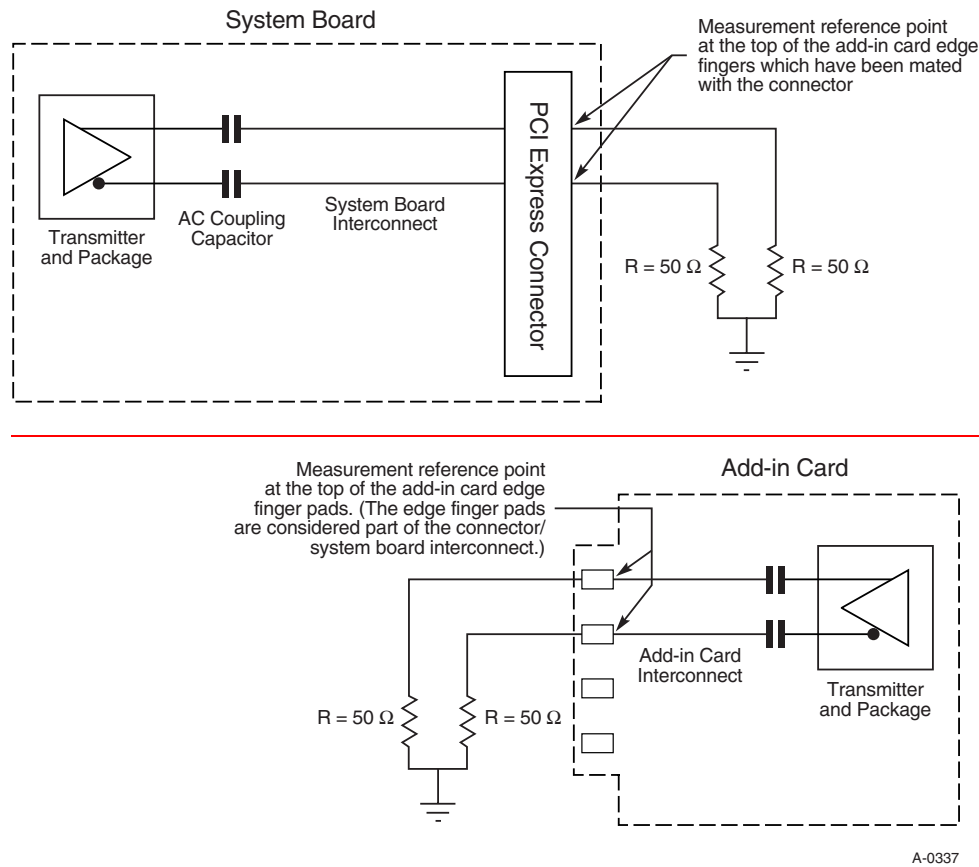 System Board
Measurement reference point
at the top of the add-in card edge
fingers which have been mated
with the connector
PCI Express Connector
AC Coupling
Capacitor
System Board
Interconnect
Transmitter
and Package
R = 50 Ω
R = 50 Ω
Measurement reference point
at the top of the add-in card edge
finger pads. (The edge finger pads
are considered part of the connector/
system board interconnect.)
Add-in Card
Add-in Card
Interconnect
Transmitter
and Package
R = 50 Ω
R = 50 Ω
A-0337